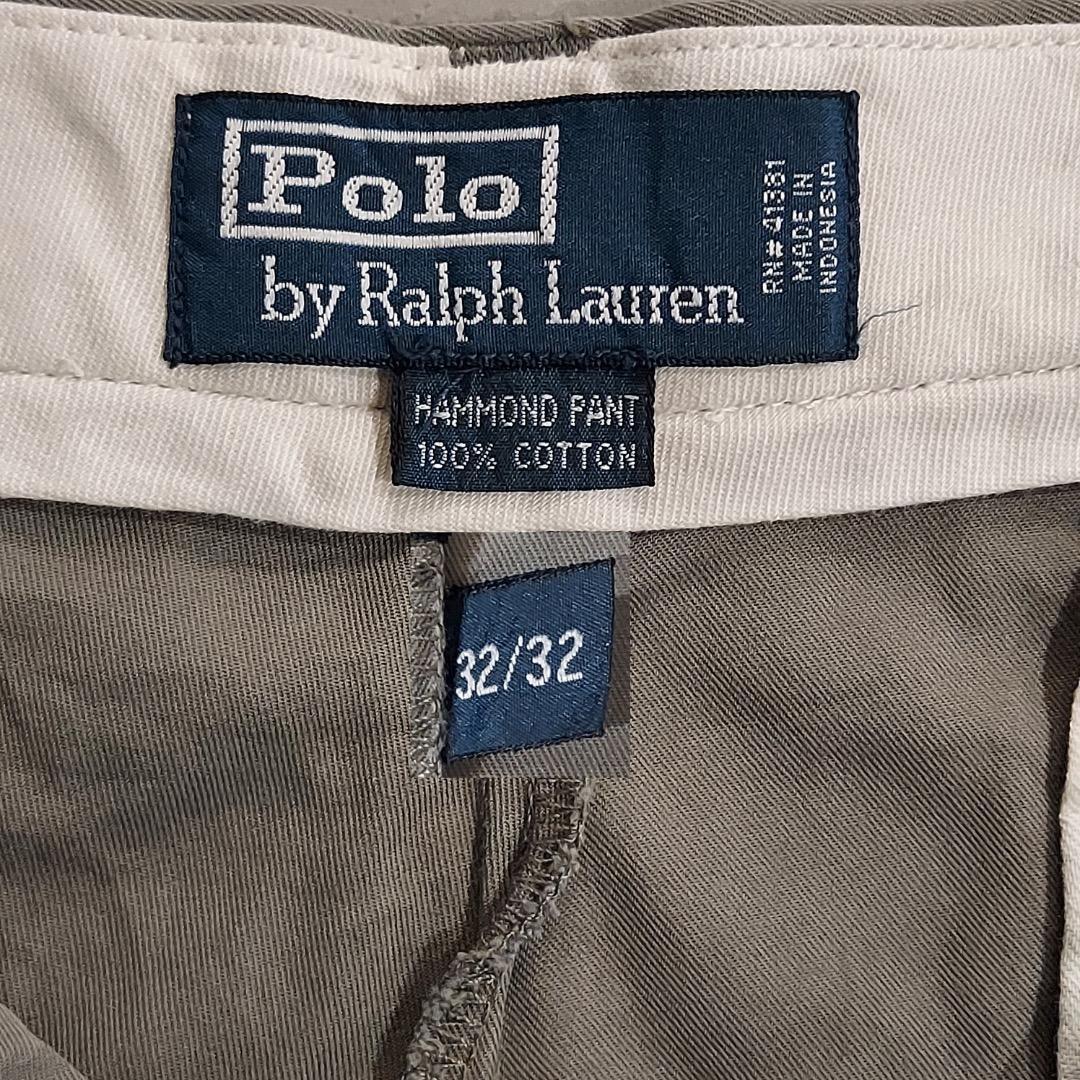 Polo
by Ralph Lauren
RN# 41381
MADE IN
INDONESIA
HAMMOND PANT
100% COTTON
32/32